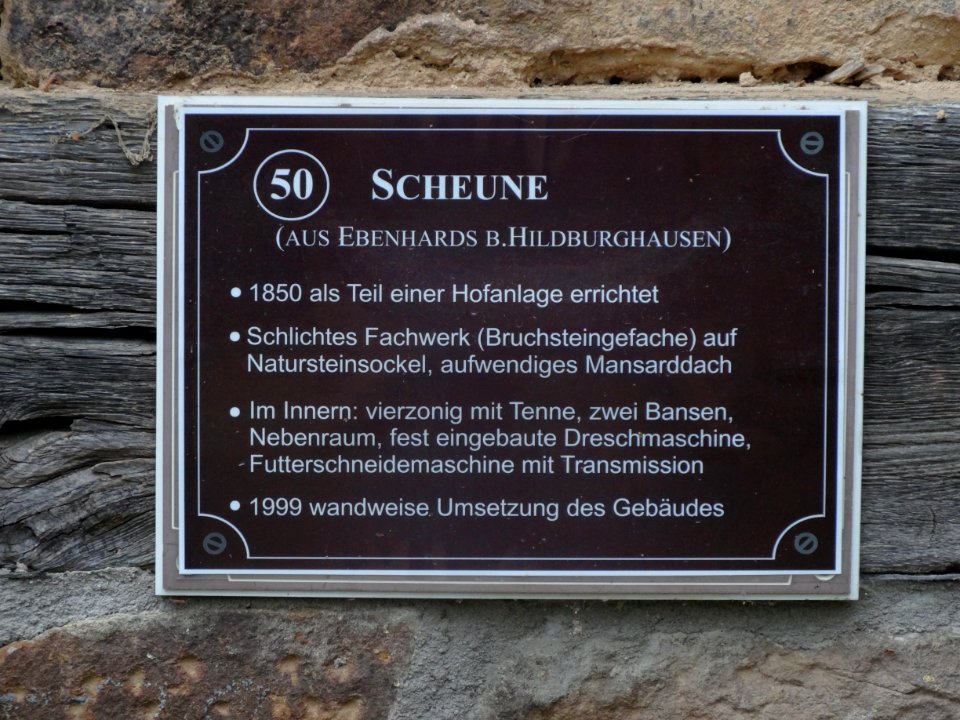 50 SCHEUNE
(AUS EBENHARDS B.HILDBURGHAUSEN)
• 1850 als Teil einer Hofanlage errichtet
• Schlichtes Fachwerk (Bruchsteingefache) auf
Natursteinsockel, aufwendiges Mansarddach
• Im Innern: vierzonig mit Tenne, zwei Bansen,
Nebenraum, fest eingebaute Dreschmaschine,
Futterschneidemaschine mit Transmission
• 1999 wandweise Umsetzung des Gebäudes